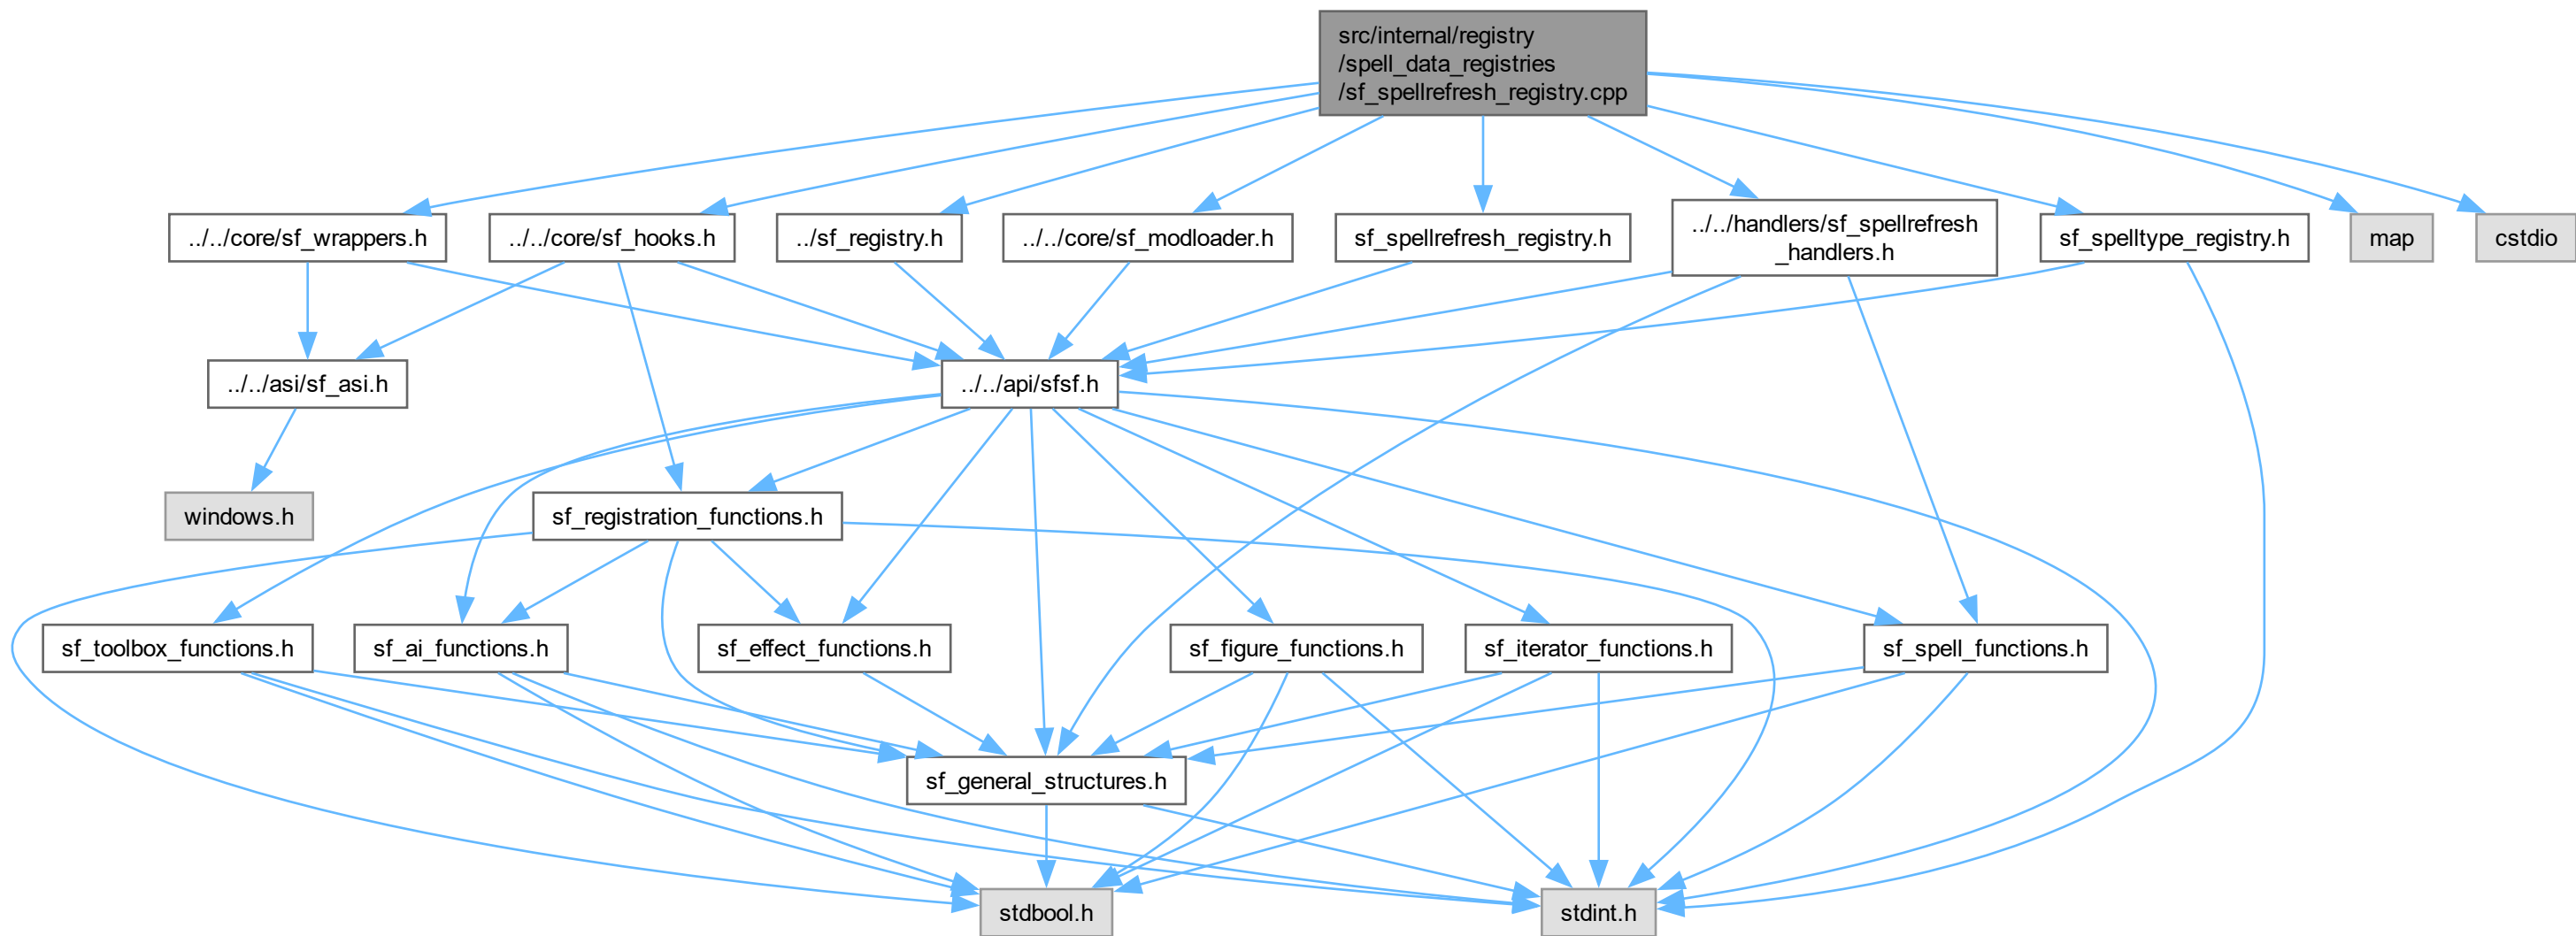 src/internal/registry
/spell_data_registries
/sf_spellrefresh_registry.cpp
../../core/sf_wrappers.h
../../core/sf_hooks.h
../sf_registry.h
../../core/sf_modloader.h
sf_spellrefresh_registry.h
../../handlers/sf_spellrefresh
_handlers.h
sf_spelltype_registry.h
map
cstdio
../../asi/sf_asi.h
../../api/sfsf.h
windows.h
sf_registration_functions.h
sf_toolbox_functions.h
sf_ai_functions.h
sf_effect_functions.h
sf_figure_functions.h
sf_iterator_functions.h
sf_spell_functions.h
sf_general_structures.h
stdbool.h
stdint.h